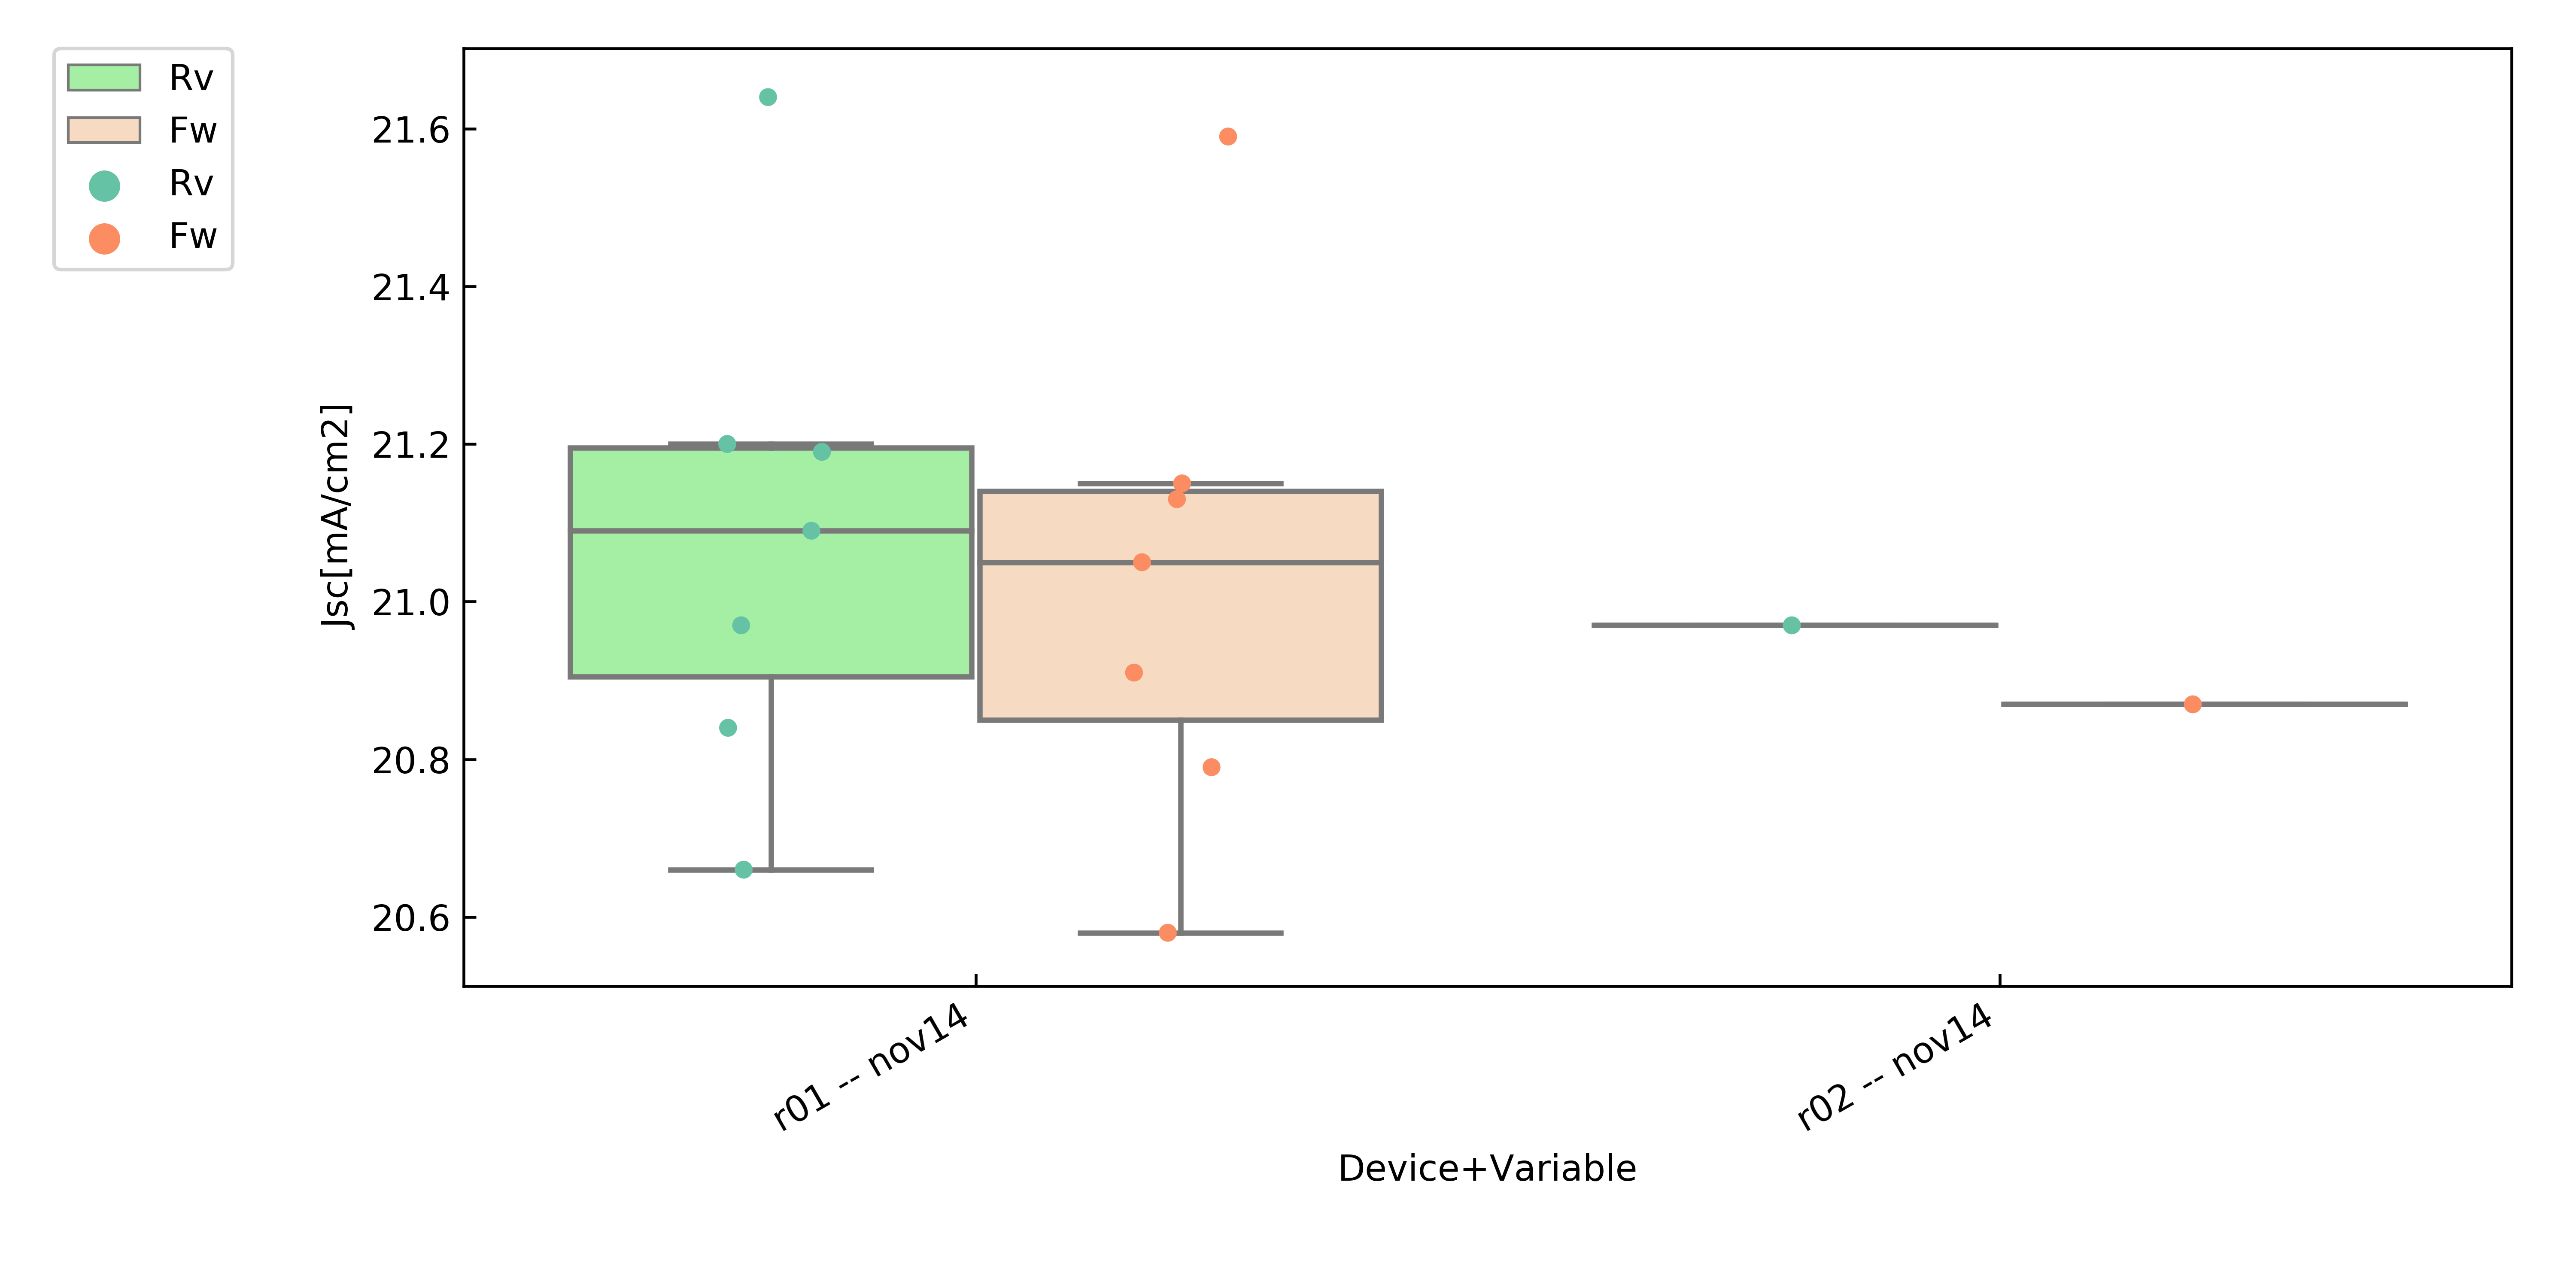 Rv
Fw
Rv
Fw
21.6
21.4
21.2
21.0
20.8
20.6
Jsc[mA/cm2]
r01 -- nov14
r02 -- nov14
Device+Variable